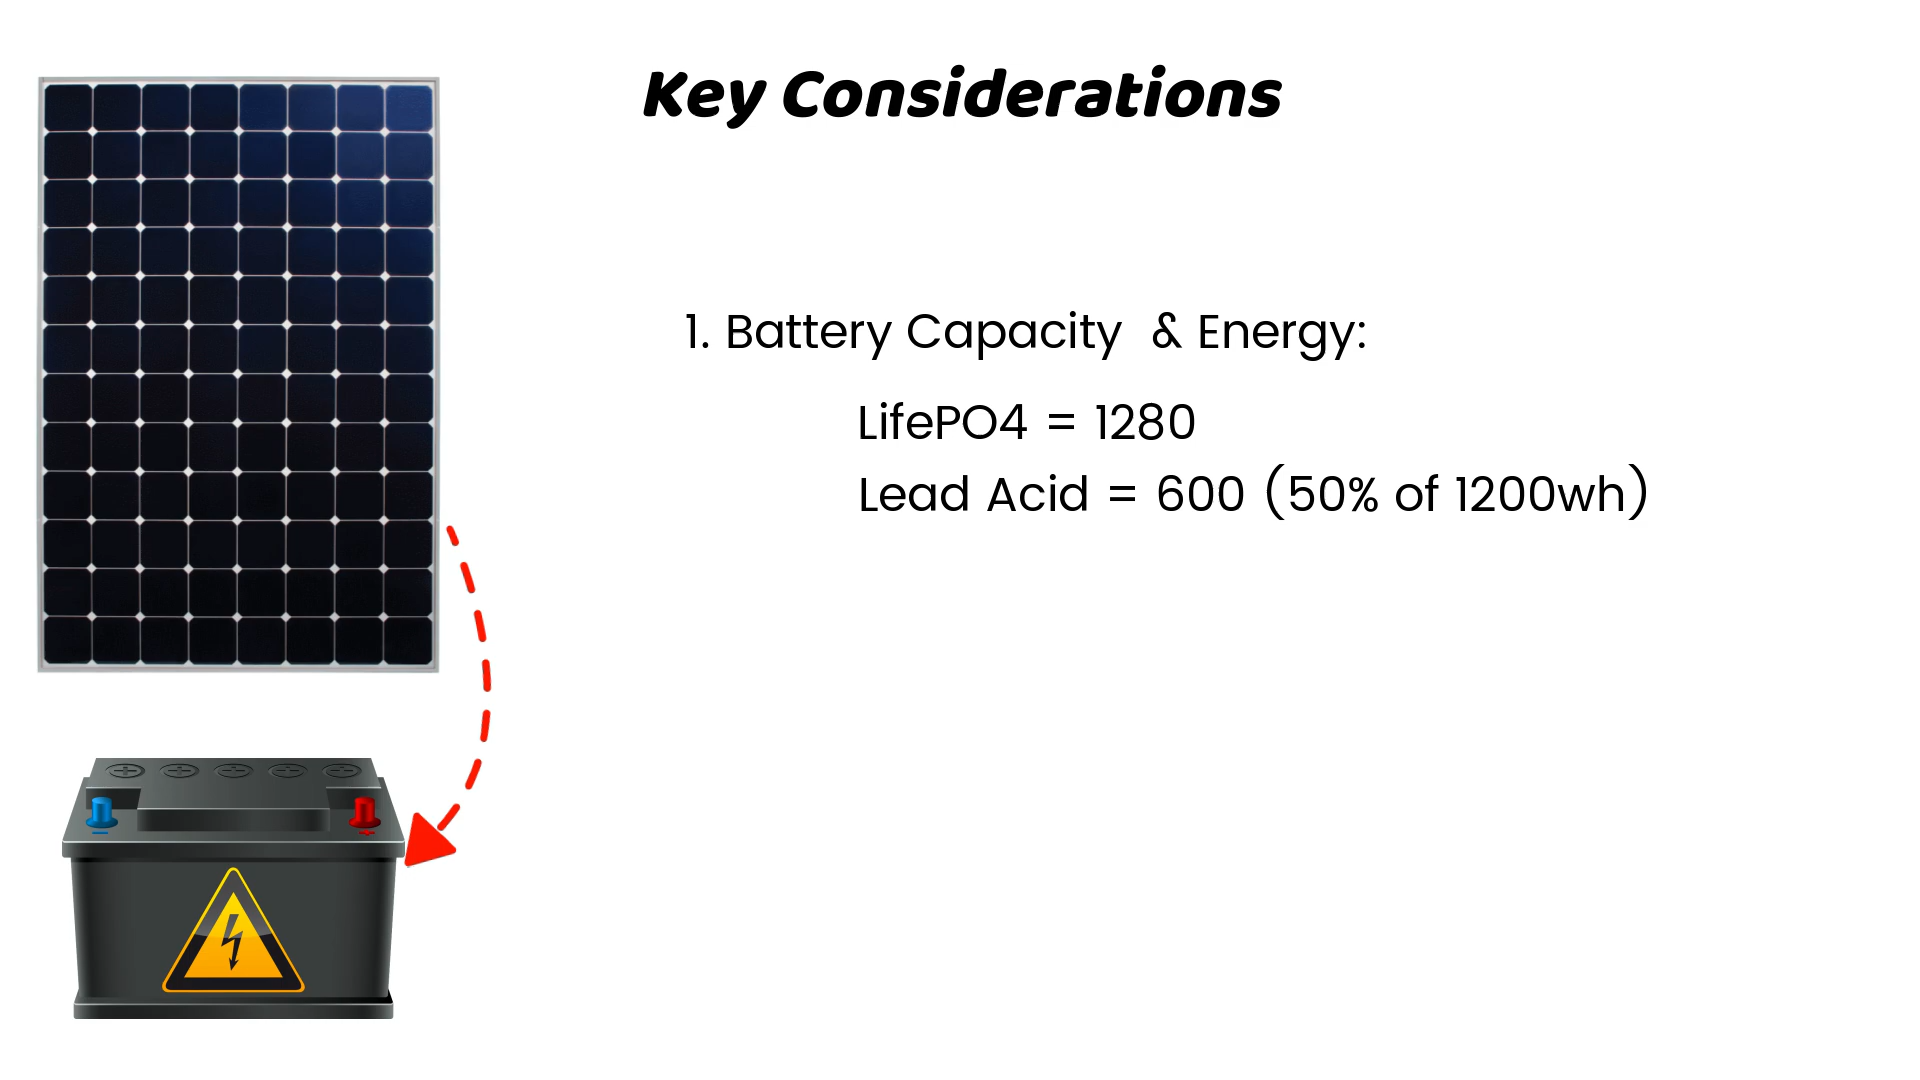 Key Considerations
1. Battery Capacity & Energy:
LifePO4 = 1280
Lead Acid = 600 (50% of 1200wh)